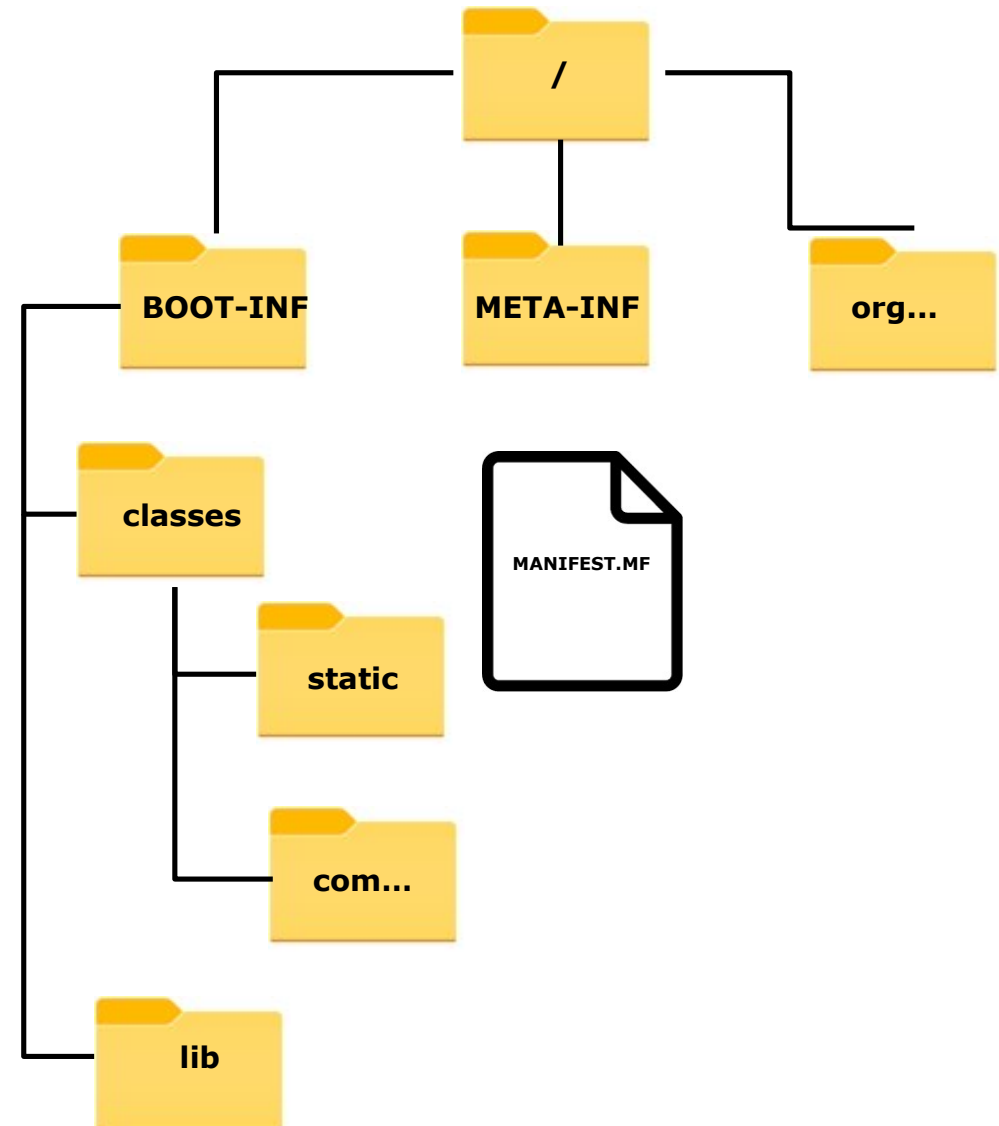 /
BOOT-INF
META-INF
org...
classes
MANIFEST.MF
static
com...
lib